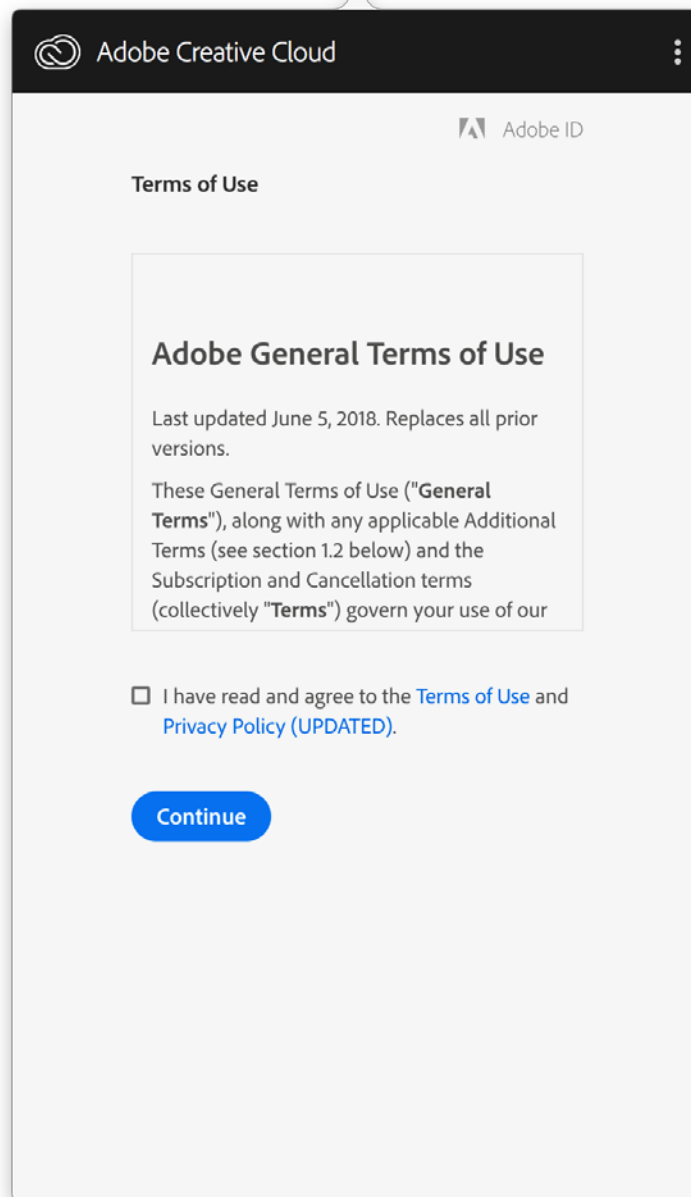 Adobe Creative Cloud
Adobe ID
Terms of Use
Adobe General Terms of Use
Last updated June 5, 2018. Replaces all prior
versions.
These General Terms of Use ("General
Terms"), along with any applicable Additional
Terms (see section 1.2 below) and the
Subscription and Cancellation terms
(collectively "Terms") govern your use of our
I have read and agree to the Terms of Use and
Privacy Policy (UPDATED).
Continue